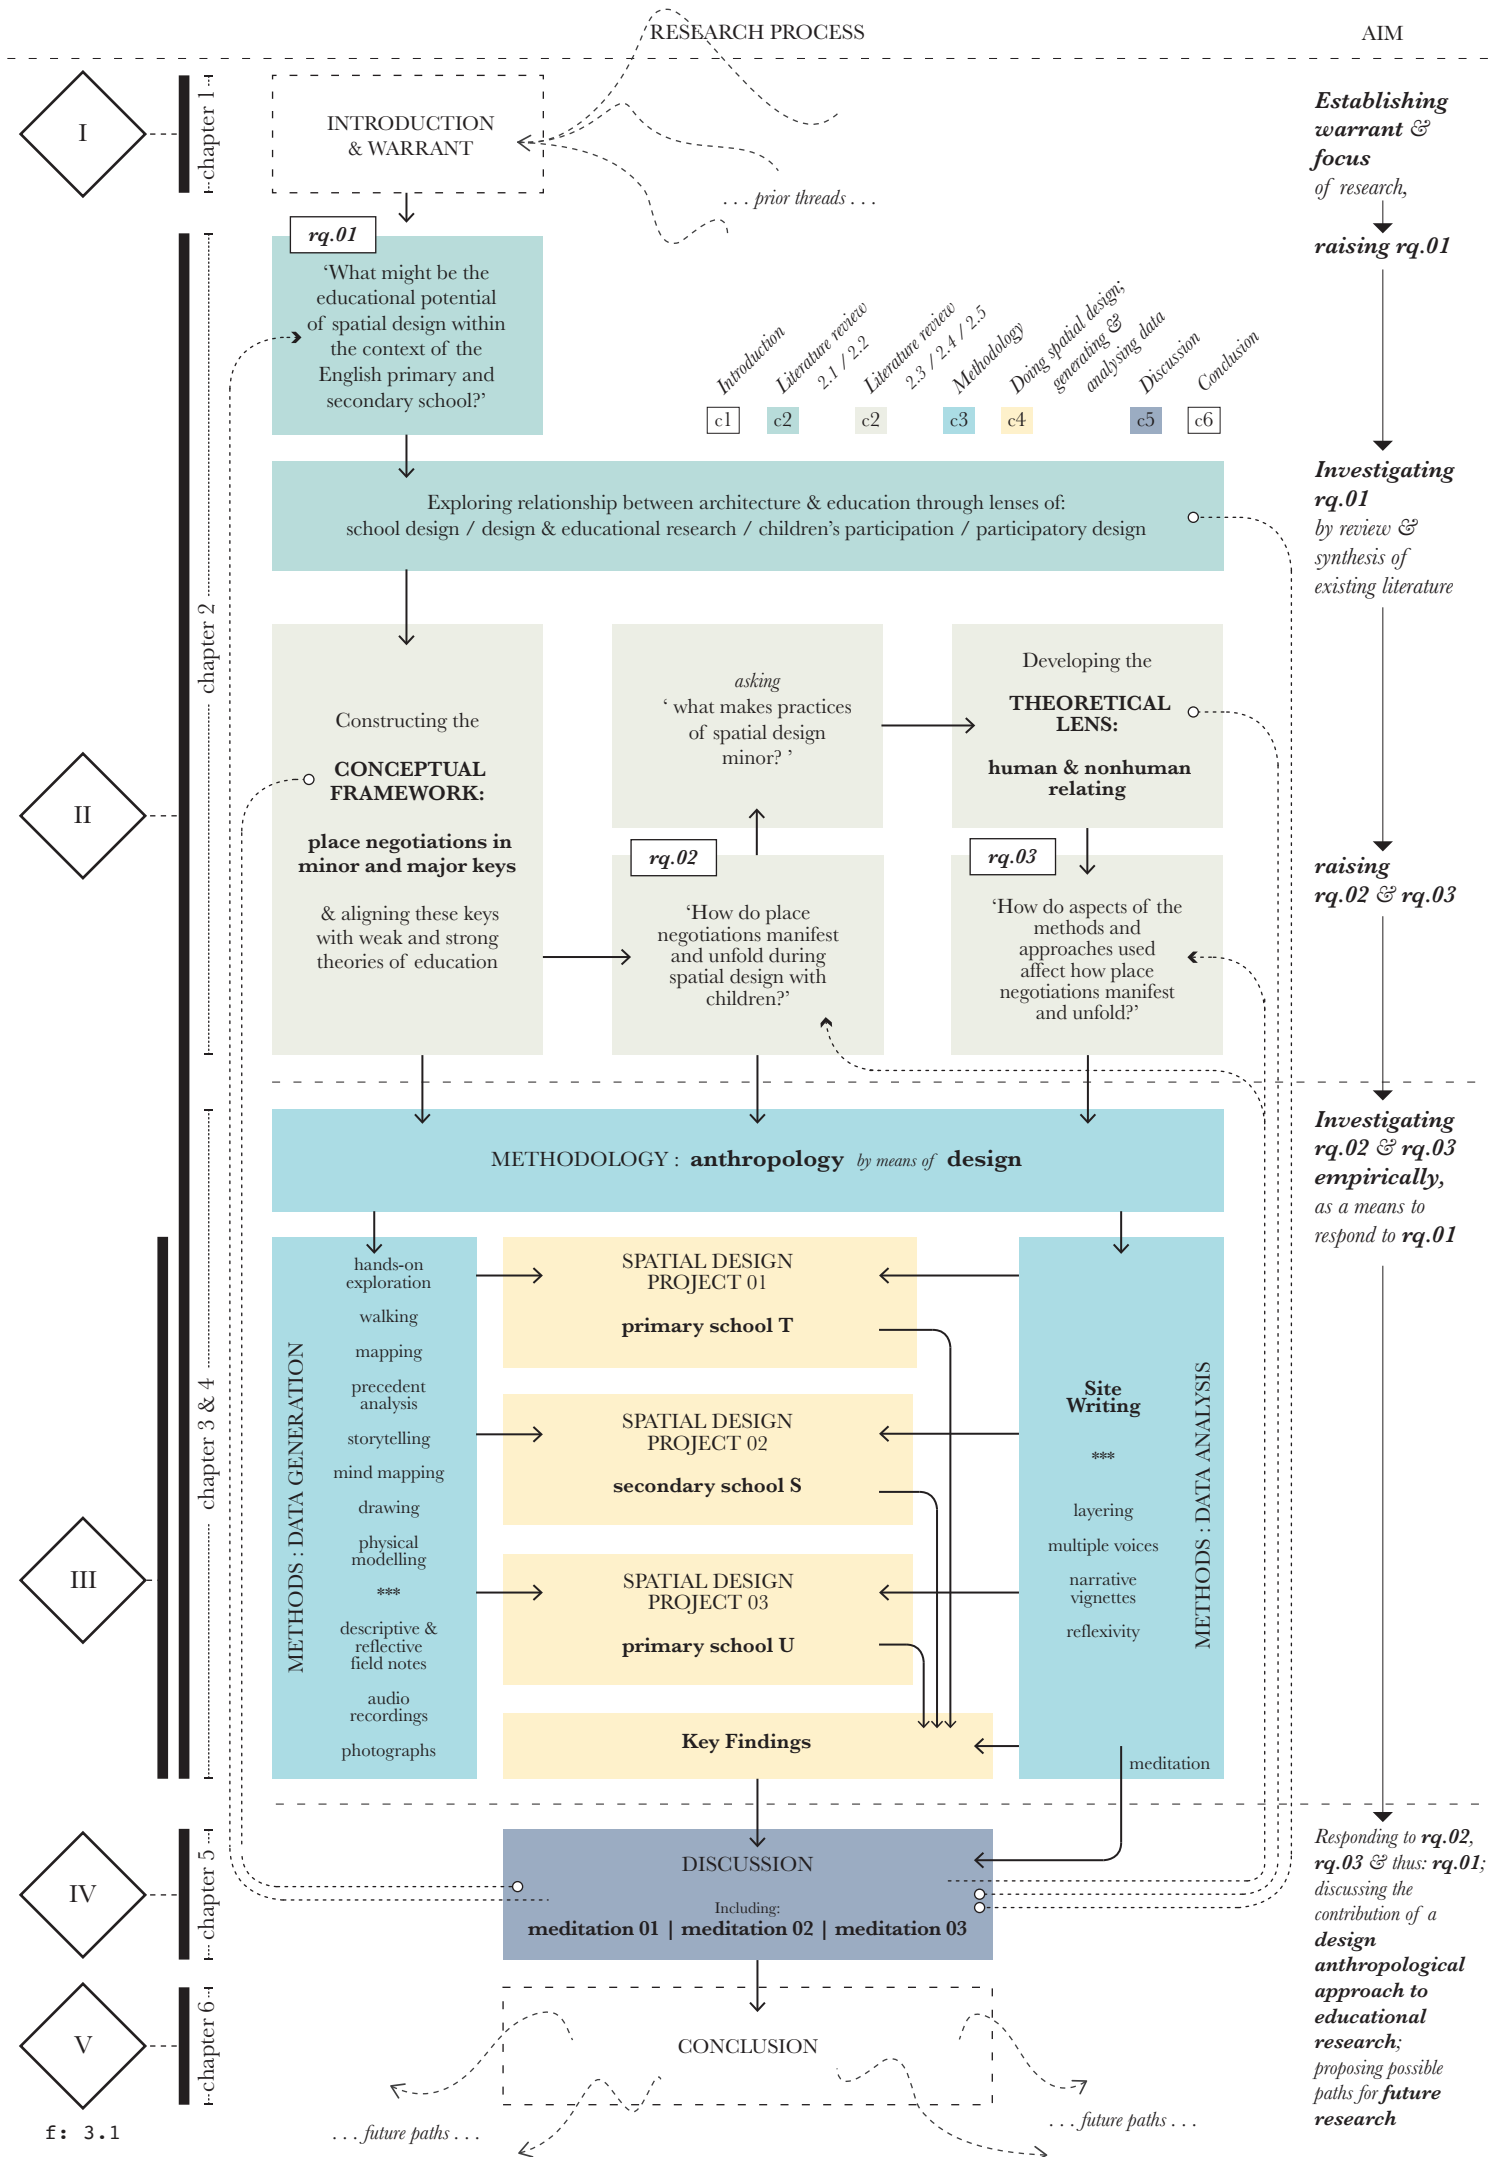 RESEARCH PROCESS
AIM
I
chapter 1
INTRODUCTION
& WARRANT
. . . prior threads . . .
Establishing
warrant &
focus
of research,
raising rq.01
rq.01
‘What might be the
educational potential
of spatial design within
the context of the
English primary and
secondary school?’
Introduction
Literature review
2.1 / 2.2
Literature review
2.3 / 2.4 / 2.5
Methodology
Doing spatial design;
generating &
analysing data
Discussion
Conclusion
c1
c2
c2
c3
c4
c5
c6
Exploring relationship between architecture & education through lenses of:
school design / design & educational research / children’s participation / participatory design
Investigating
rq.01
by review &
synthesis of
existing literature
II
chapter 2
Constructing the
CONCEPTUAL
FRAMEWORK:
place negotiations in
minor and major keys
& aligning these keys
with weak and strong
theories of education
asking
‘ what makes practices
of spatial design
minor? ’
Developing the
THEORETICAL
LENS:
human & nonhuman
relating
rq.02
‘How do place
negotiations manifest
and unfold during
spatial design with
children?’
rq.03
‘How do aspects of the
methods and
approaches used
affect how place
negotiations manifest
and unfold?’
raising
rq.02 & rq.03
METHODOLOGY : anthropology by means of design
Investigating
rq.02 & rq.03
empirically,
as a means to
respond to rq.01
III
chapter 3 & 4
METHODS : DATA GENERATION
hands-on
exploration
walking
mapping
precedent
analysis
storytelling
mind mapping
drawing
physical
modelling
***
descriptive &
reflective
field notes
audio
recordings
photographs
SPATIAL DESIGN
PROJECT 01
primary school T
SPATIAL DESIGN
PROJECT 02
secondary school S
SPATIAL DESIGN
PROJECT 03
primary school U
Key Findings
Site
Writing
***
layering
multiple voices
narrative
vignettes
reflexivity
METHODS : DATA ANALYSIS
meditation
IV
chapter 5
DISCUSSION
Including:
meditation 01 | meditation 02 | meditation 03
Responding to rq.02,
rq.03 & thus: rq.01;
discussing the
contribution of a
design
anthropological
approach to
educational
research;
proposing possible
paths for future
research
V
chapter 6
CONCLUSION
. . . future paths . . .
. . . future paths . . .
f: 3.1